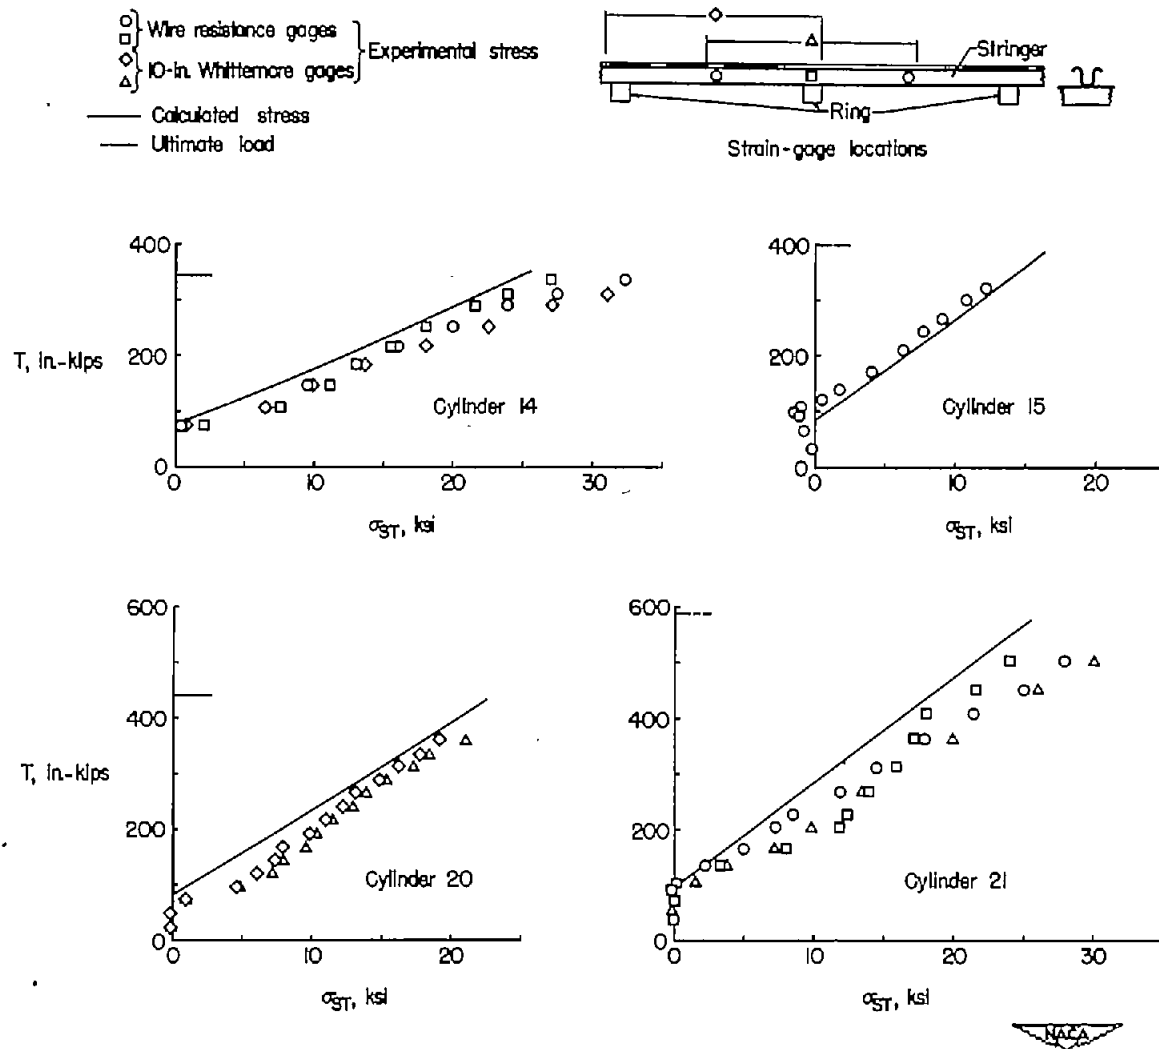 Wire resistance gages
10-in. Whittemore gages
Experimental stress
Calculated stress
Ultimate load
Stringer
Ring
Strain-gage locations
400
200
0
T, in.-kips
Cylinder 14
0 10 20 30
σST, ksi
400
200
0
Cylinder 15
0 10 20
σST, ksi
600
400
200
0
T, in.-kips
Cylinder 20
0 10 20
σST, ksi
600
400
200
0
Cylinder 21
0 10 20 30
σST, ksi
NACA